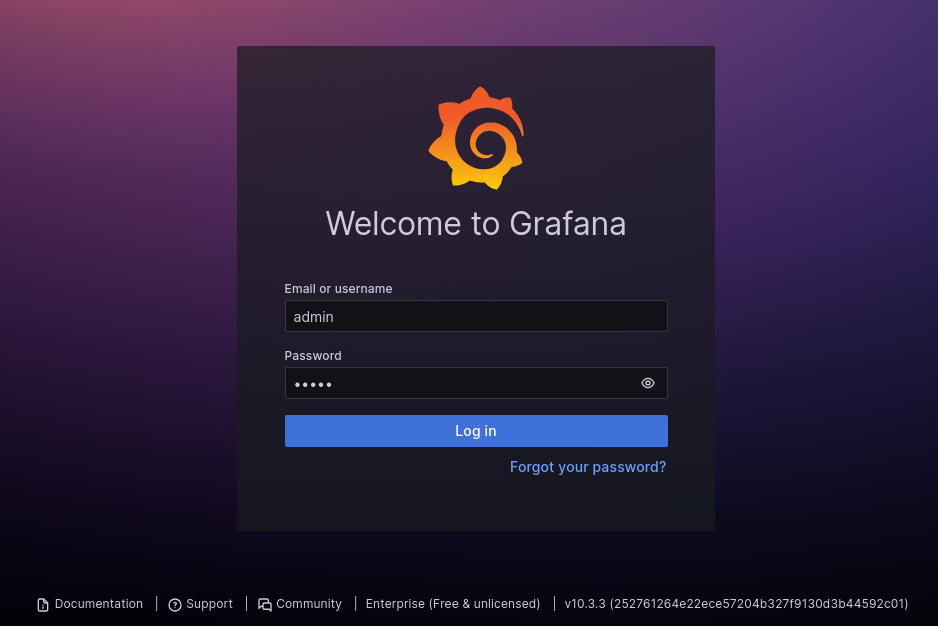 Welcome to Grafana
Email or username
admin
Password
•••••
Log in
Forgot your password?
Documentation | Support | Community | Enterprise (Free & unlicensed) | v10.3.3 (252761264e22ece57204b327f9130d3b44592c01)